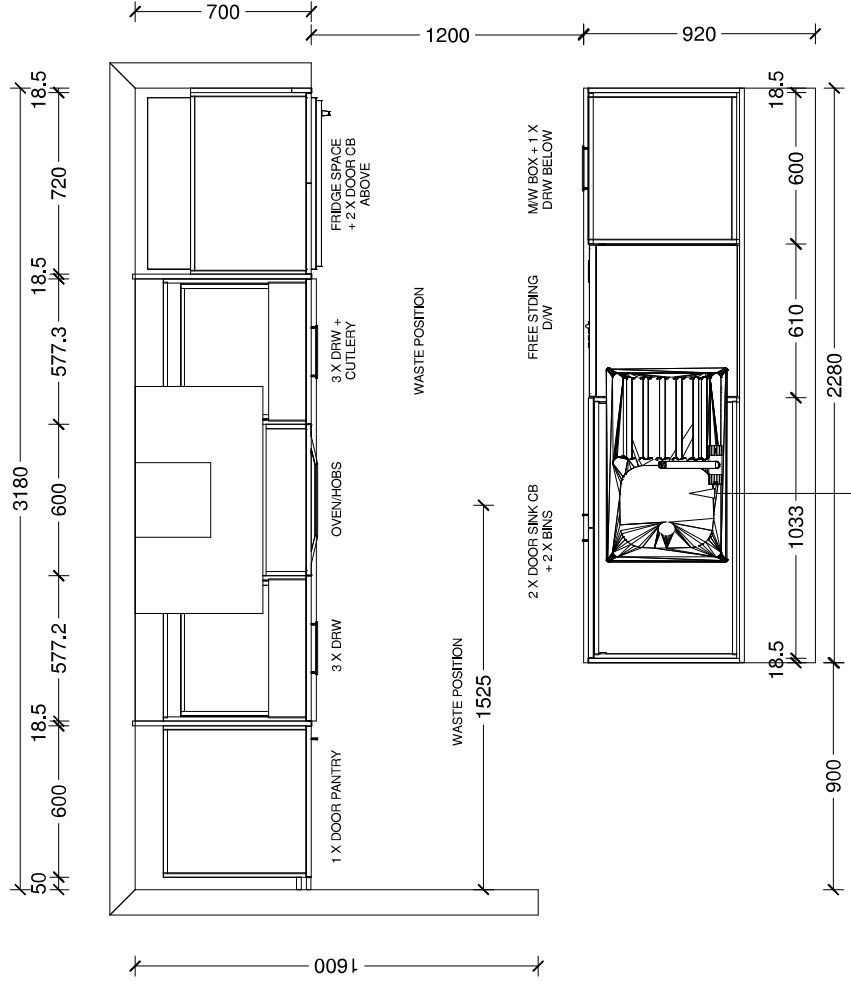 700
1200
920
3180
18.5
720
18.5
577.3
600
577.2
18.5
600
50
FRIDGE SPACE
+ 2 X DOOR CB
ABOVE
3 X DRW +
CUTLERY
OVEN/HOBS
3 X DRW
1 X DOOR PANTRY
WASTE POSITION
WASTE POSITION
1525
M/W BOX + 1 X
DRW BELOW
FREE STDING
D/W
2 X DOOR SINK CB
+ 2 X BINS
18.5
600
610
1033
18.5
2280
900
1600